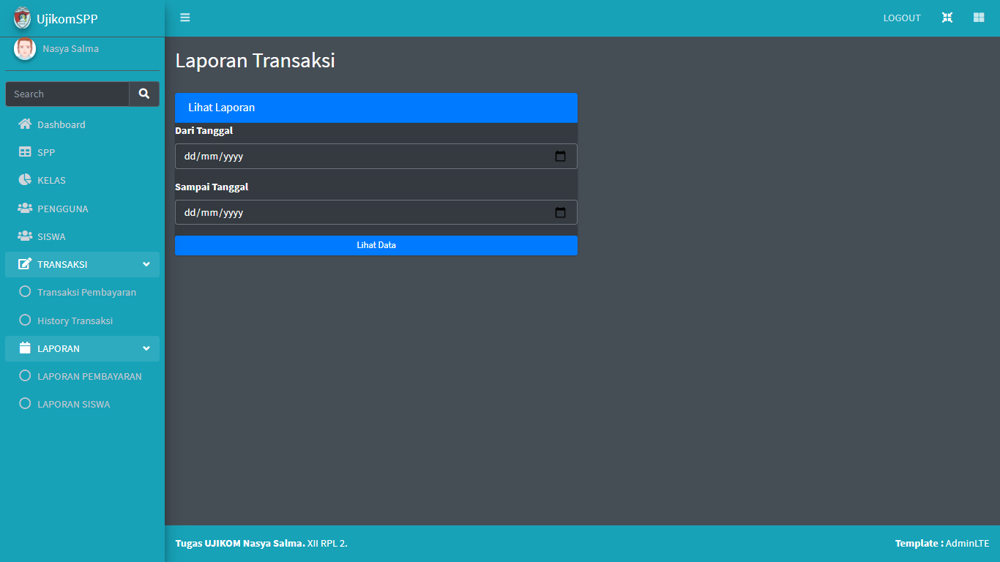 UjikomSPP
LOGOUT
Nasya Salma
Search
Dashboard
SPP
KELAS
PENGGUNA
SISWA
TRANSAKSI
Transaksi Pembayaran
History Transaksi
LAPORAN
LAPORAN PEMBAYARAN
LAPORAN SISWA
Laporan Transaksi
Lihat Laporan
Dari Tanggal
dd/mm/yyyy
Sampai Tanggal
dd/mm/yyyy
Lihat Data
Tugas UJIKOM Nasya Salma. XII RPL 2.
Template : AdminLTE